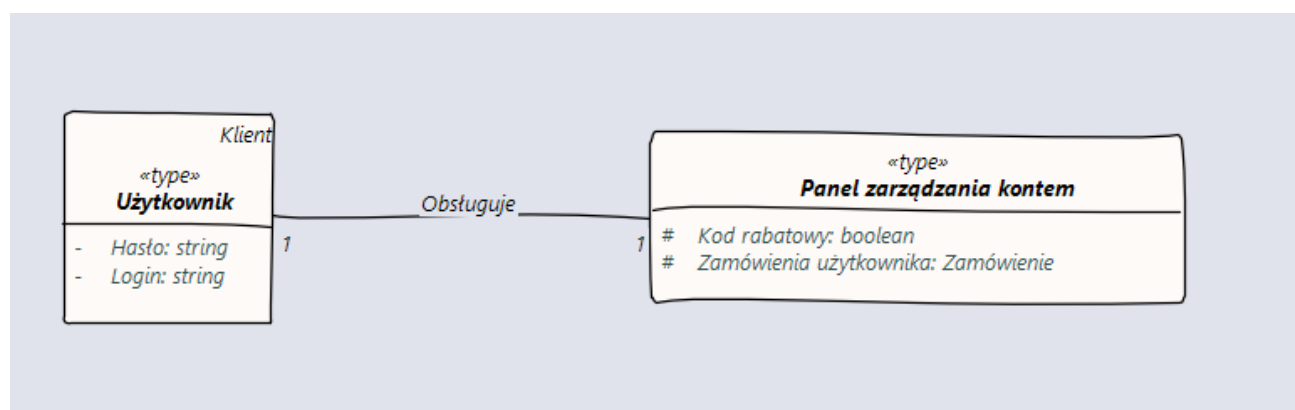 Klient
«type»
Użytkownik
- Hasło: string
- Login: string
1
Obsługuje
1
«type»
Panel zarządzania kontem
# Kod rabatowy: boolean
# Zamówienia użytkownika: Zamówienie